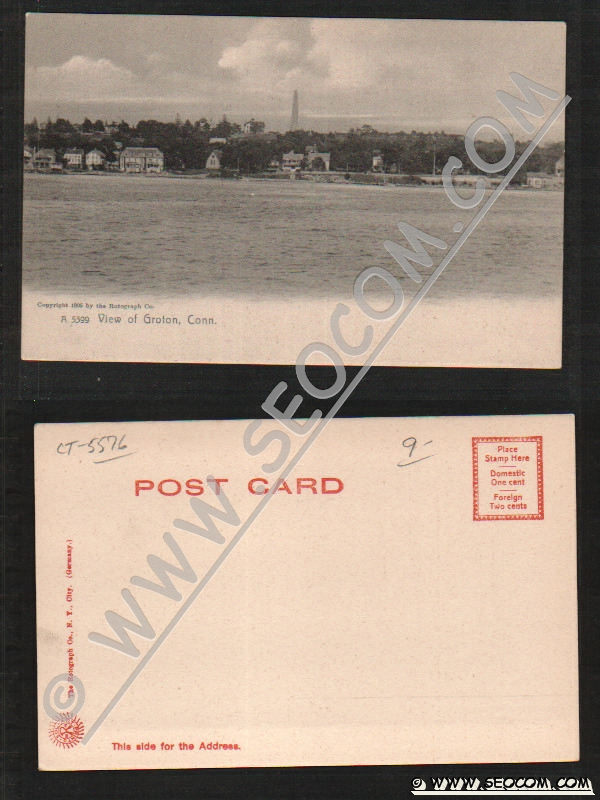 Copyright 1905 by the Rotograph Co.
A 5399 View of Groton, Conn.
© WWW.SEOCOM.COM
CT-5576
9-
POST CARD
Place
Stamp Here
Domestic
One cent
Foreign
Two cents
The Rotograph Co., N. Y., City. (Germany.)
This side for the Address.
© WWW.SEOCOM.COM